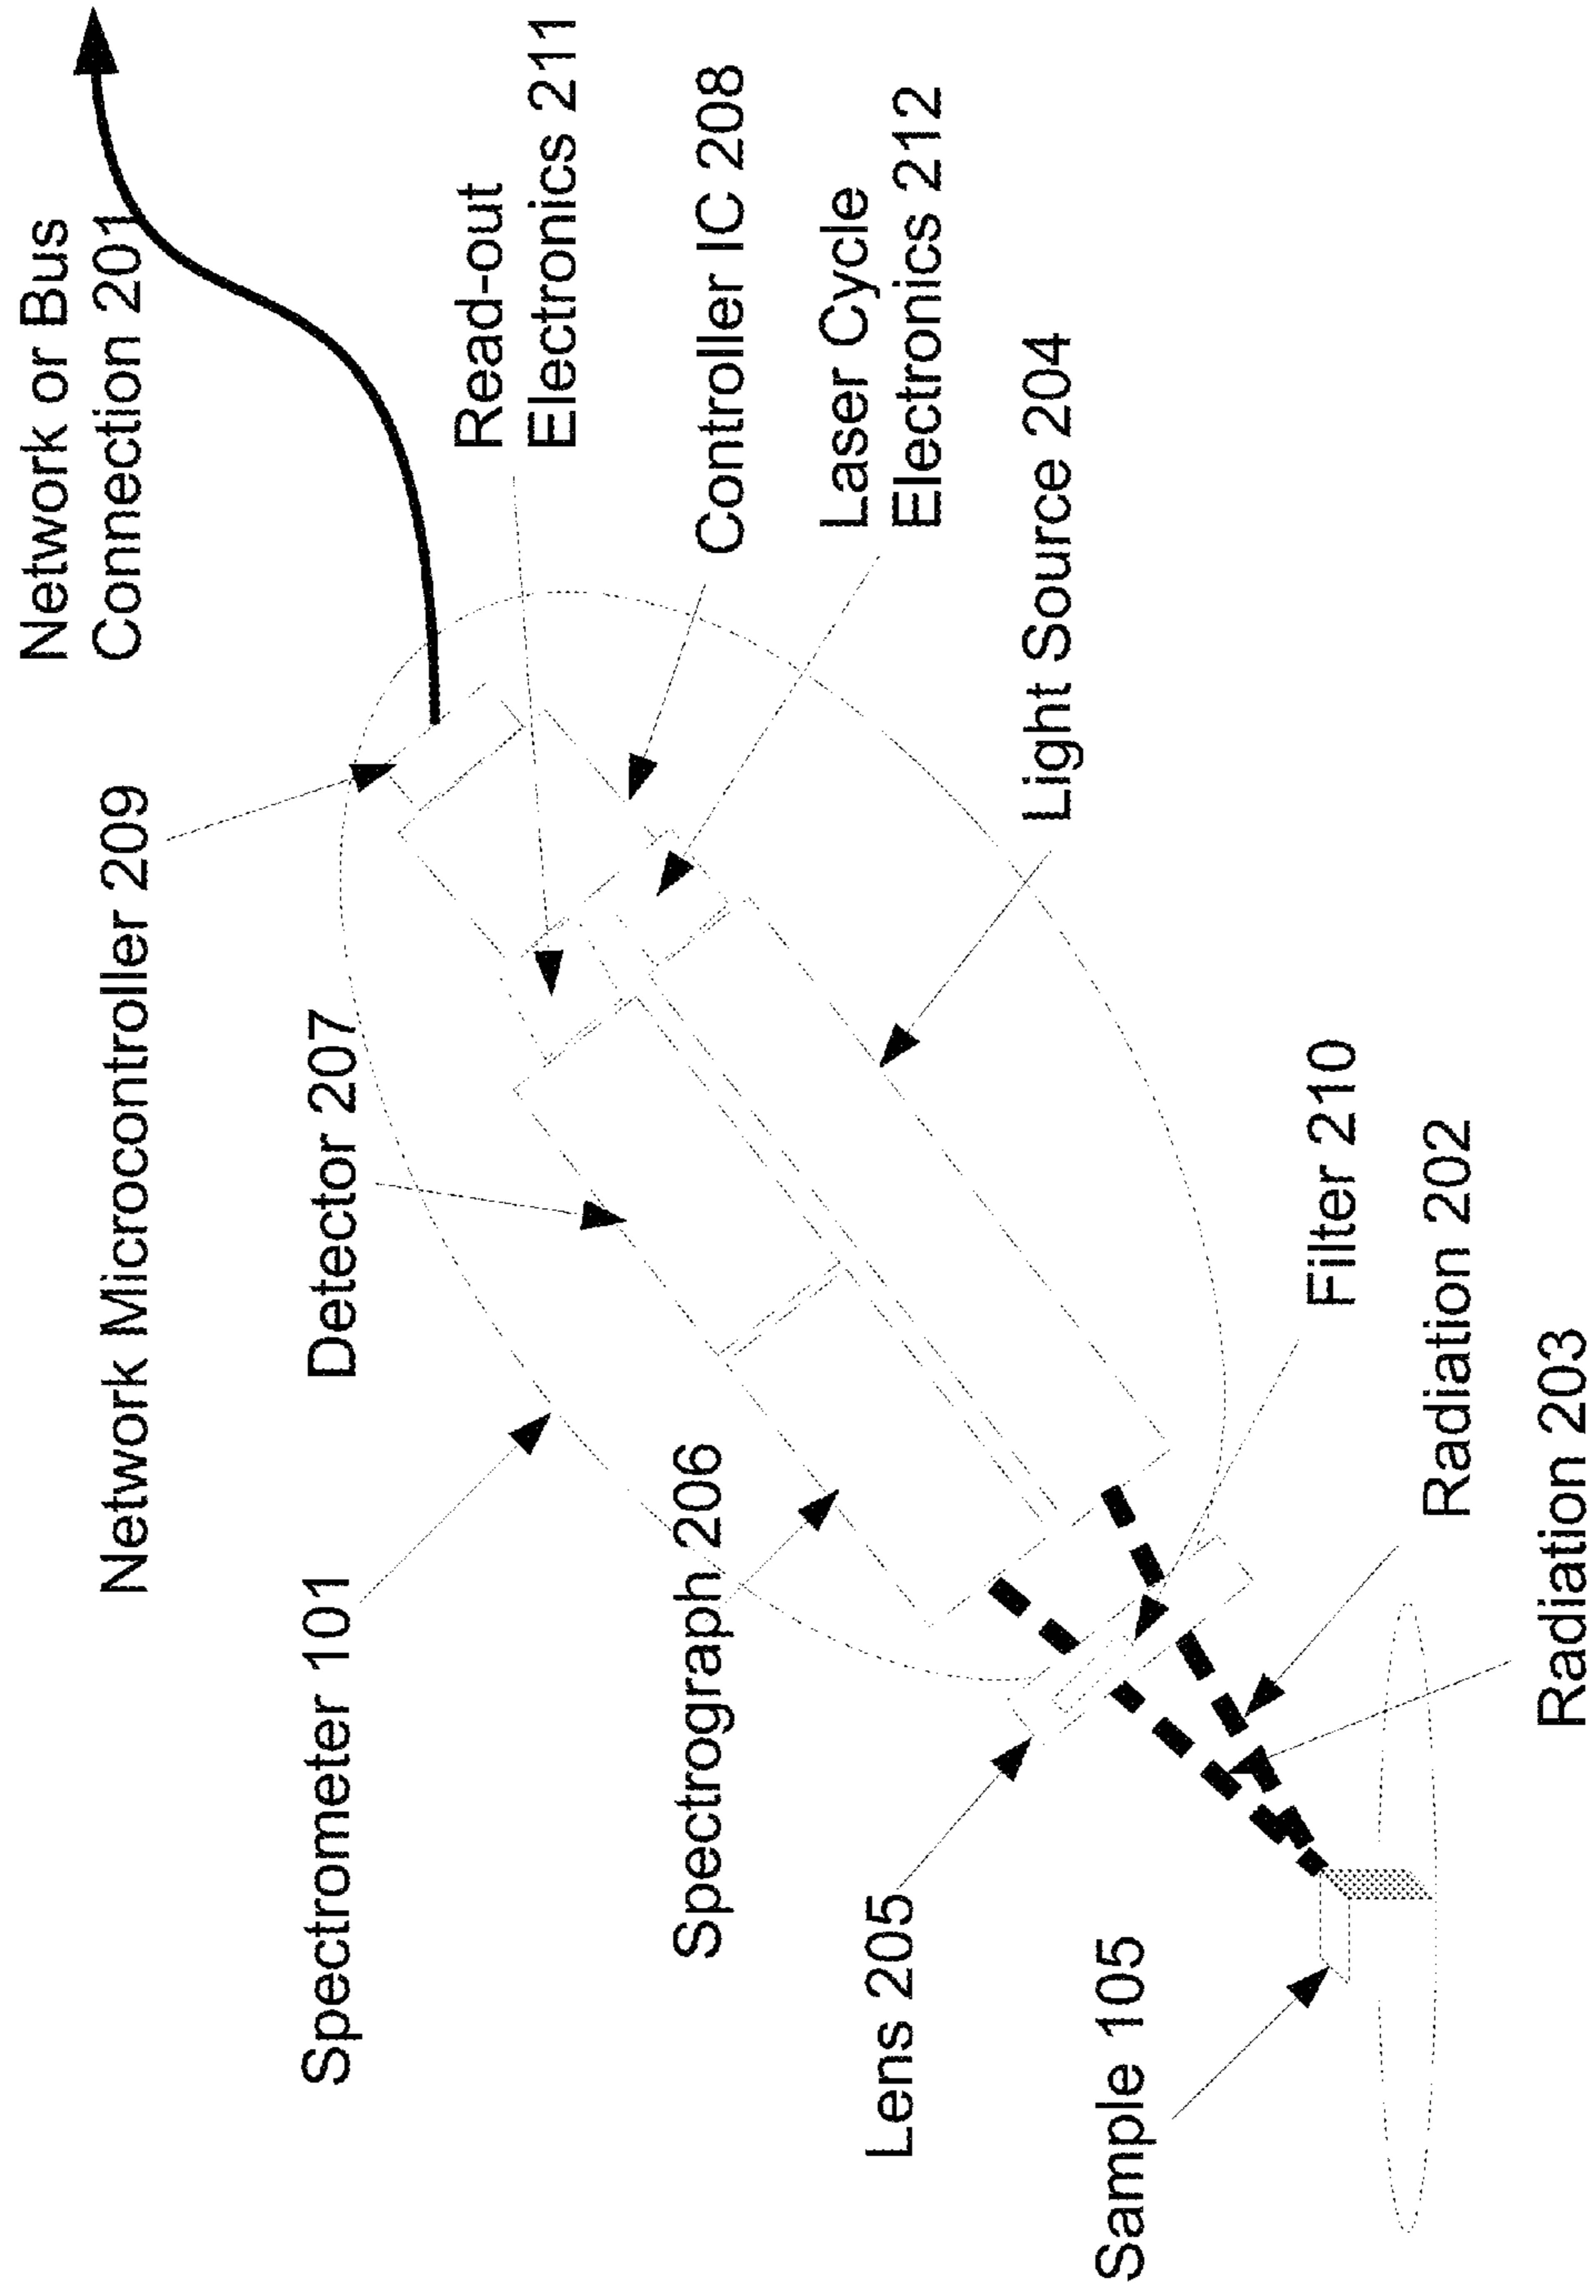 Network or Bus
Connection 201
Network Microcontroller 209
Read-out
Electronics 211
Controller IC 208
Laser Cycle
Electronics 212
Light Source 204
Detector 207
Spectrometer 101
Spectrograph 206
Lens 205
Sample 105
Filter 210
Radiation 202
Radiation 203